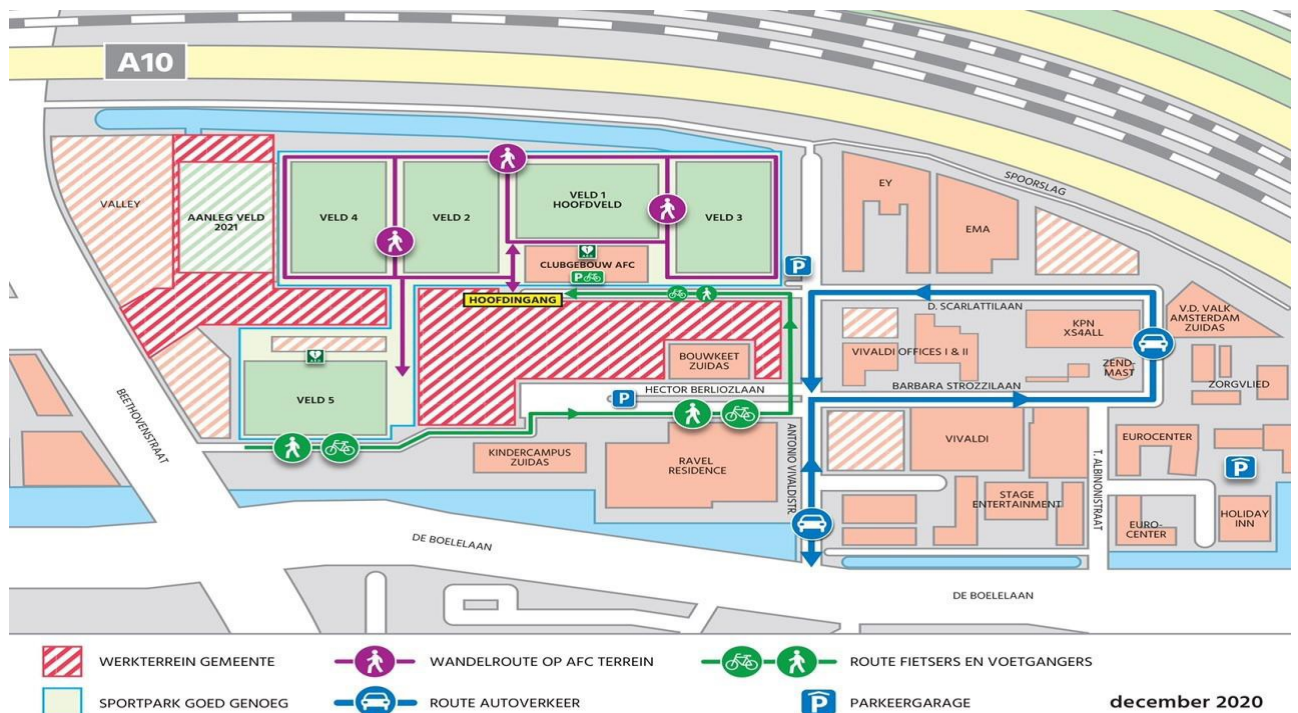 A10
SPOORSLAG
VALLEY
AANLEG VELD
2021
VELD 4
VELD 2
VELD 1
HOOFDVELD
VELD 3
EY
EMA
CLUBGEBOUW AFC
P
P
HOOFDINGANG
D. SCARLATTILAAN
KPN
XS4ALL
V.D. VALK
AMSTERDAM
ZUIDAS
VIVALDI OFFICES I & II
ZEND-
MAST
BOUWKEET
ZUIDAS
ZORGVLIED
BARBARA STROZZILAAN
HECTOR BERLIOZLAAN
P
VELD 5
BEETHOVENSTRAAT
KINDERCAMPUS
ZUIDAS
RAVEL
RESIDENCE
ANTONIO VIVALDISTR.
VIVALDI
T. ALBINONISTRAAT
EUROCENTER
P
STAGE
ENTERTAINMENT
EURO-
CENTER
HOLIDAY
INN
DE BOELELAAN
DE BOELELAAN
WERKTERREIN GEMEENTE
WANDELROUTE OP AFC TERREIN
ROUTE FIETSERS EN VOETGANGERS
SPORTPARK GOED GENOEG
ROUTE AUTOVERKEER
P
PARKEERGARAGE
december 2020